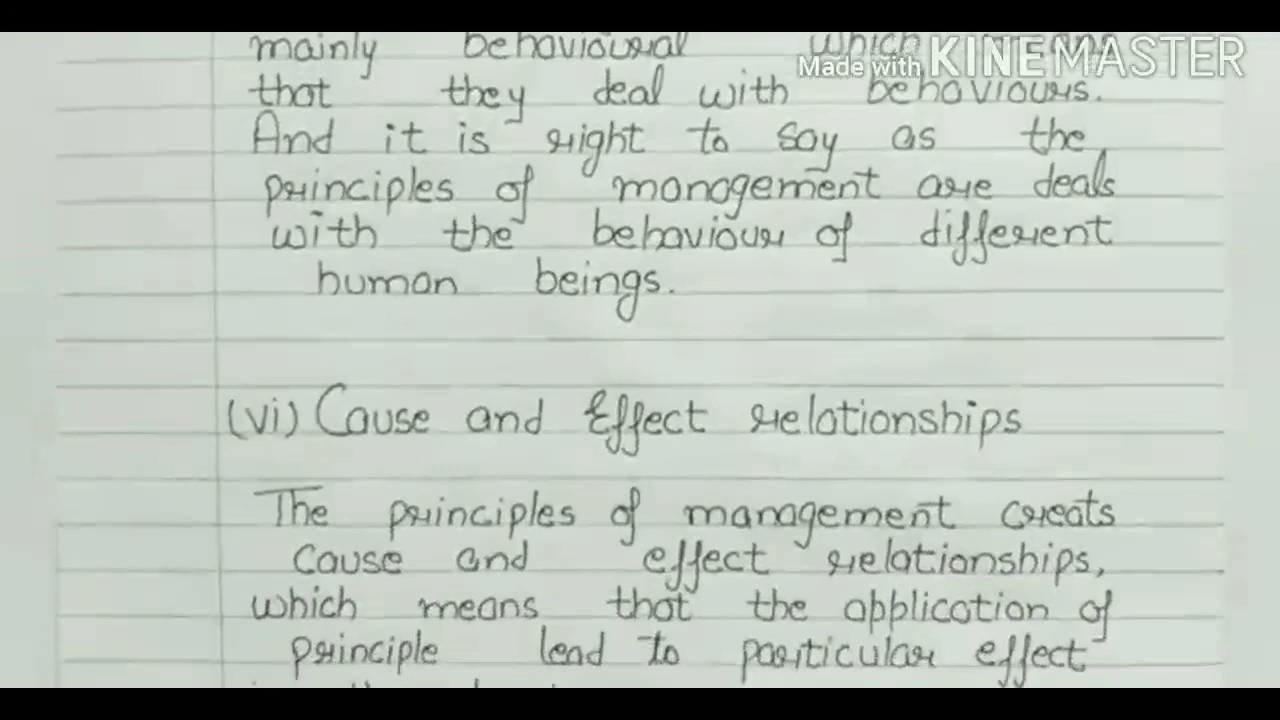 mainly behavioural which means
Made with KINEMASTER
that they deal with behaviours.
And it is right to say as the
principles of management are deals
with the behaviour of different
human beings.
(vi) Cause and Effect relationships
The principles of management creats
cause and effect relationships,
which means that the application of
principle lead to particular effect